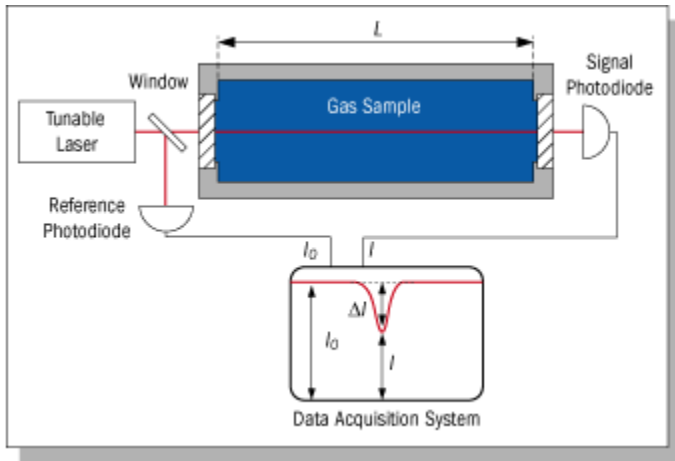 L
Signal
Photodiode
Window
Gas Sample
Tunable
Laser
Reference
Photodiode
I₀
I
ΔI
I₀
I
Data Acquisition System